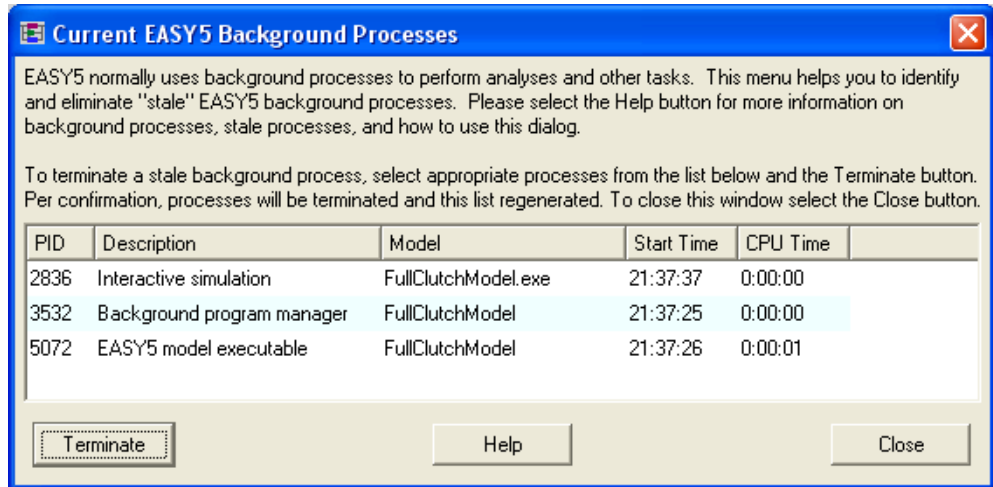 Current EASY5 Background Processes
EASY5 normally uses background processes to perform analyses and other tasks.  This menu helps you to identify
and eliminate "stale" EASY5 background processes.  Please select the Help button for more information on
background processes, stale processes, and how to use this dialog.
To terminate a stale background process, select appropriate processes from the list below and the Terminate button.
Per confirmation, processes will be terminated and this list regenerated. To close this window select the Close button.
PID Description Model Start Time CPU Time
2836 Interactive simulation FullClutchModel.exe 21:37:37 0:00:00
3532 Background program manager FullClutchModel 21:37:25 0:00:00
5072 EASY5 model executable FullClutchModel 21:37:26 0:00:01
Terminate Help Close